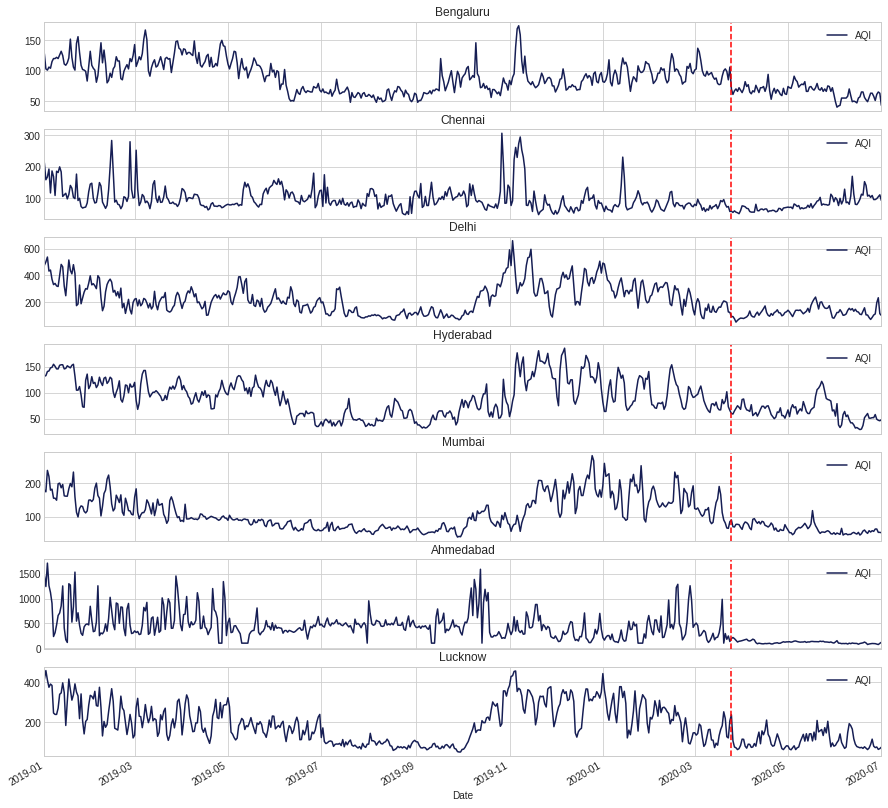 Bengaluru
150
100
50
AQI
Chennai
300
200
100
AQI
Delhi
600
400
200
AQI
Hyderabad
150
100
50
AQI
Mumbai
200
100
AQI
Ahmedabad
1500
1000
500
0
AQI
Lucknow
400
200
AQI
2019-01
2019-03
2019-05
2019-07
2019-09
2019-11
2020-01
2020-03
2020-05
2020-07
Date